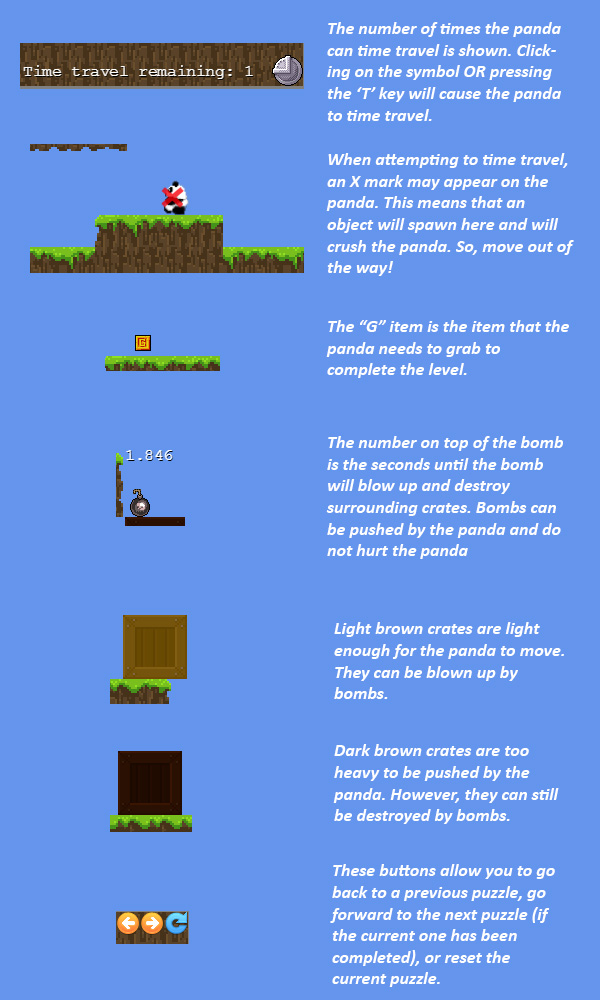 The number of times the panda
can time travel is shown. Click-
ing on the symbol OR pressing
the ‘T’ key will cause the panda
to time travel.
Time travel remaining: 1
When attempting to time travel,
an X mark may appear on the
panda. This means that an
object will spawn here and will
crush the panda. So, move out of
the way!
The “G” item is the item that the
panda needs to grab to
complete the level.
G
The number on top of the bomb
is the seconds until the bomb
will blow up and destroy
surrounding crates. Bombs can
be pushed by the panda and do
not hurt the panda
1.846
Light brown crates are light
enough for the panda to move.
They can be blown up by
bombs.
Dark brown crates are too
heavy to be pushed by the
panda. However, they can still
be destroyed by bombs.
These buttons allow you to go
back to a previous puzzle, go
forward to the next puzzle (if
the current one has been
completed), or reset the
current puzzle.